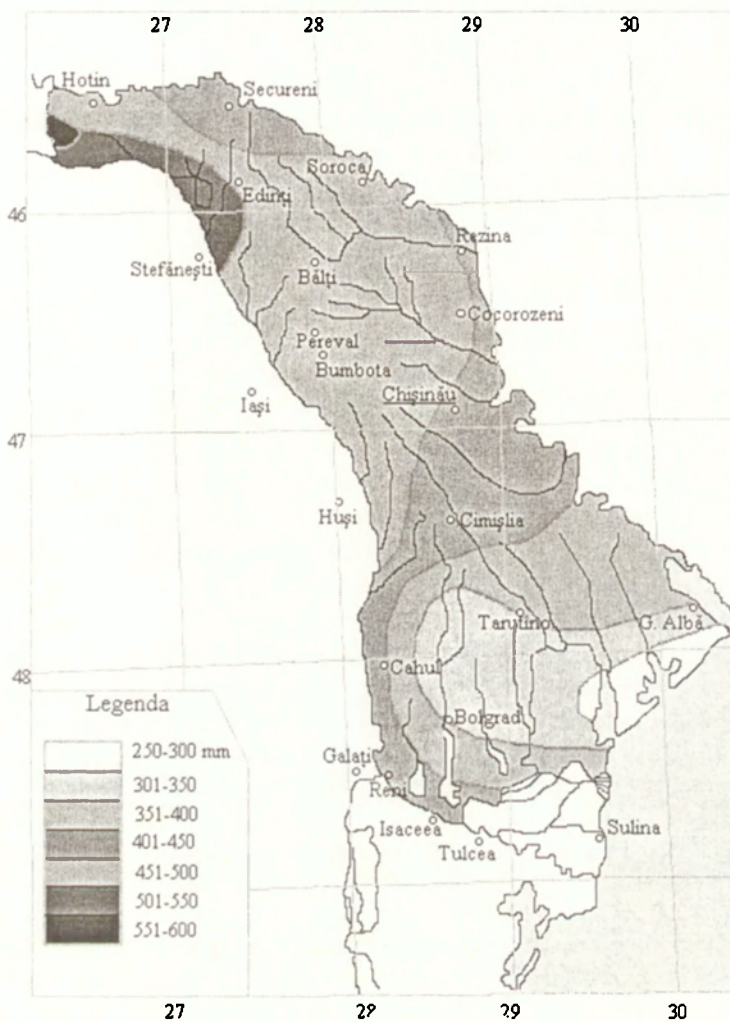 27 28 29 30
Hotin
Secureni
Soroca
Edinți
46
Rezina
Stefănești
Bălți
Cocorozeni
Pereval
Bumbota
Iași
Chișinău
47
Huși
Cimișlia
Tarutino
G. Albă
48
Cahul
Legenda
Bolgrad
250-300 mm
Galați
301-350
Reni
351-400
Isaceea
Sulina
401-450
Tulcea
451-500
501-550
551-600
27 28 29 30